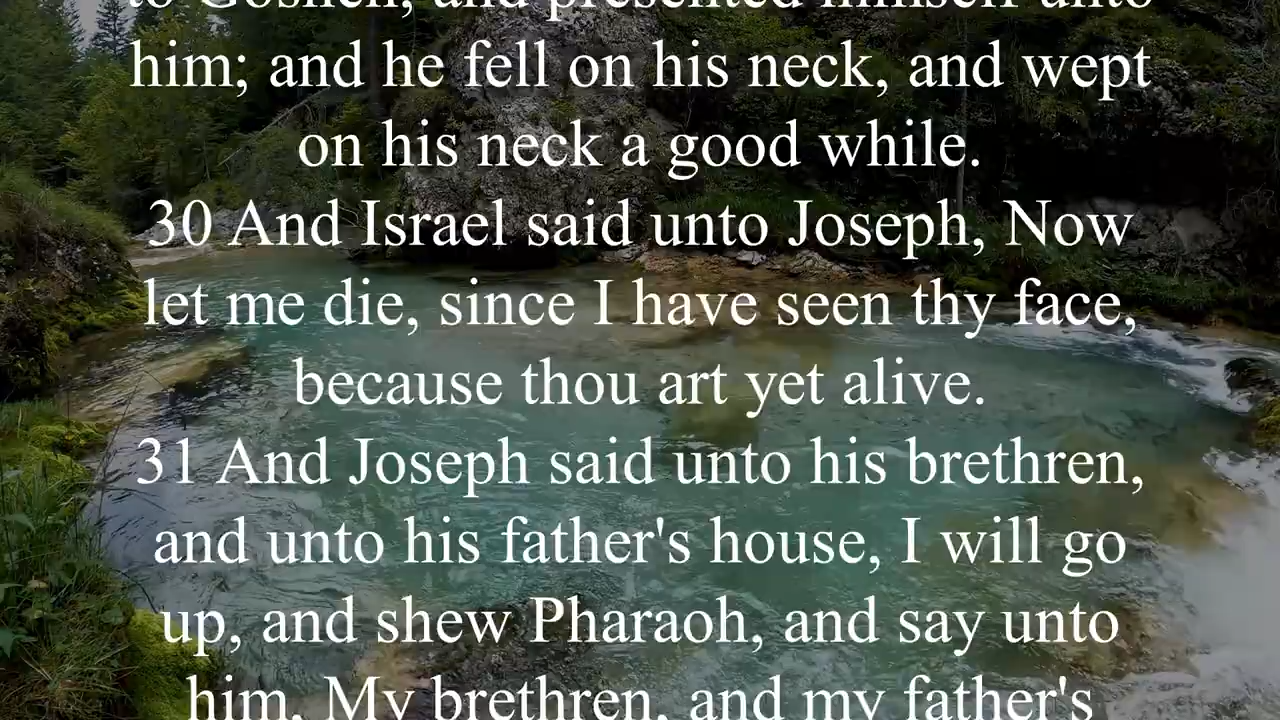 to Goshen, and presented himself unto
him; and he fell on his neck, and wept
on his neck a good while.
30 And Israel said unto Joseph, Now
let me die, since I have seen thy face,
because thou art yet alive.
31 And Joseph said unto his brethren,
and unto his father's house, I will go
up, and shew Pharaoh, and say unto
him, My brethren, and my father's